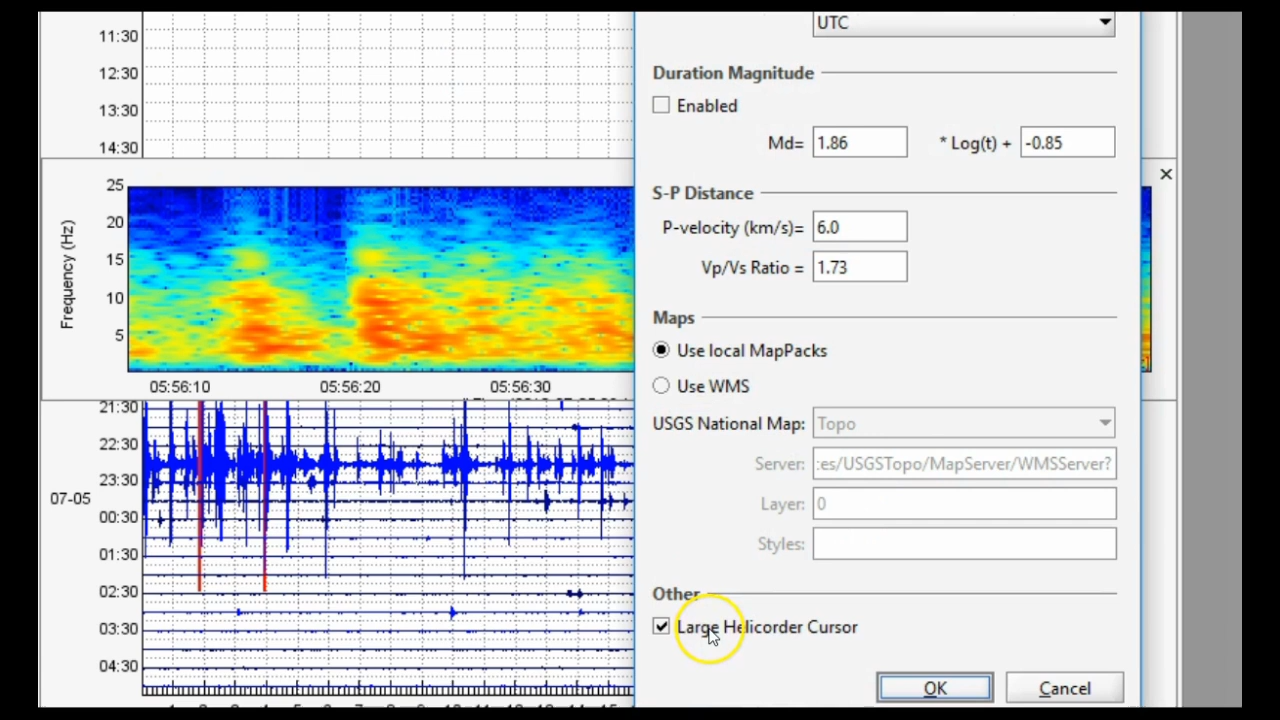 11:30
12:30
13:30
14:30
25
20
15
10
5
Frequency (Hz)
05:56:10 05:56:20 05:56:30
21:30
22:30
23:30
07-05
00:30
01:30
02:30
03:30
04:30
UTC
Duration Magnitude
Enabled
Md= 1.86 * Log(t) + -0.85
S-P Distance
P-velocity (km/s)= 6.0
Vp/Vs Ratio = 1.73
Maps
Use local MapPacks
Use WMS
USGS National Map: Topo
Server: :es/USGSTopo/MapServer/WMSServer?
Layer: 0
Styles:
Other
Large Helicorder Cursor
OK Cancel